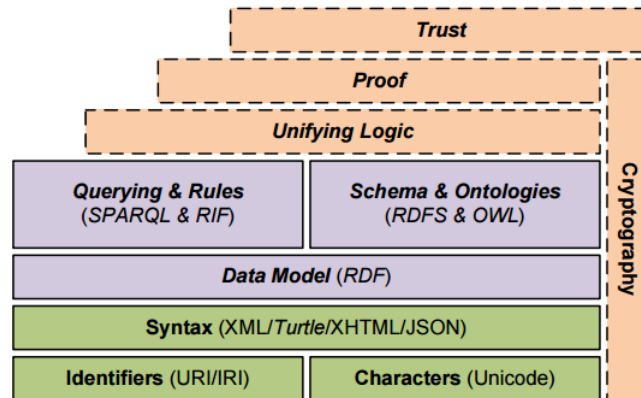 Trust
Proof
Unifying Logic
Querying & Rules
(SPARQL & RIF)
Schema & Ontologies
(RDFS & OWL)
Data Model (RDF)
Syntax (XML/Turtle/XHTML/JSON)
Identifiers (URI/IRI)
Characters (Unicode)
Cryptography